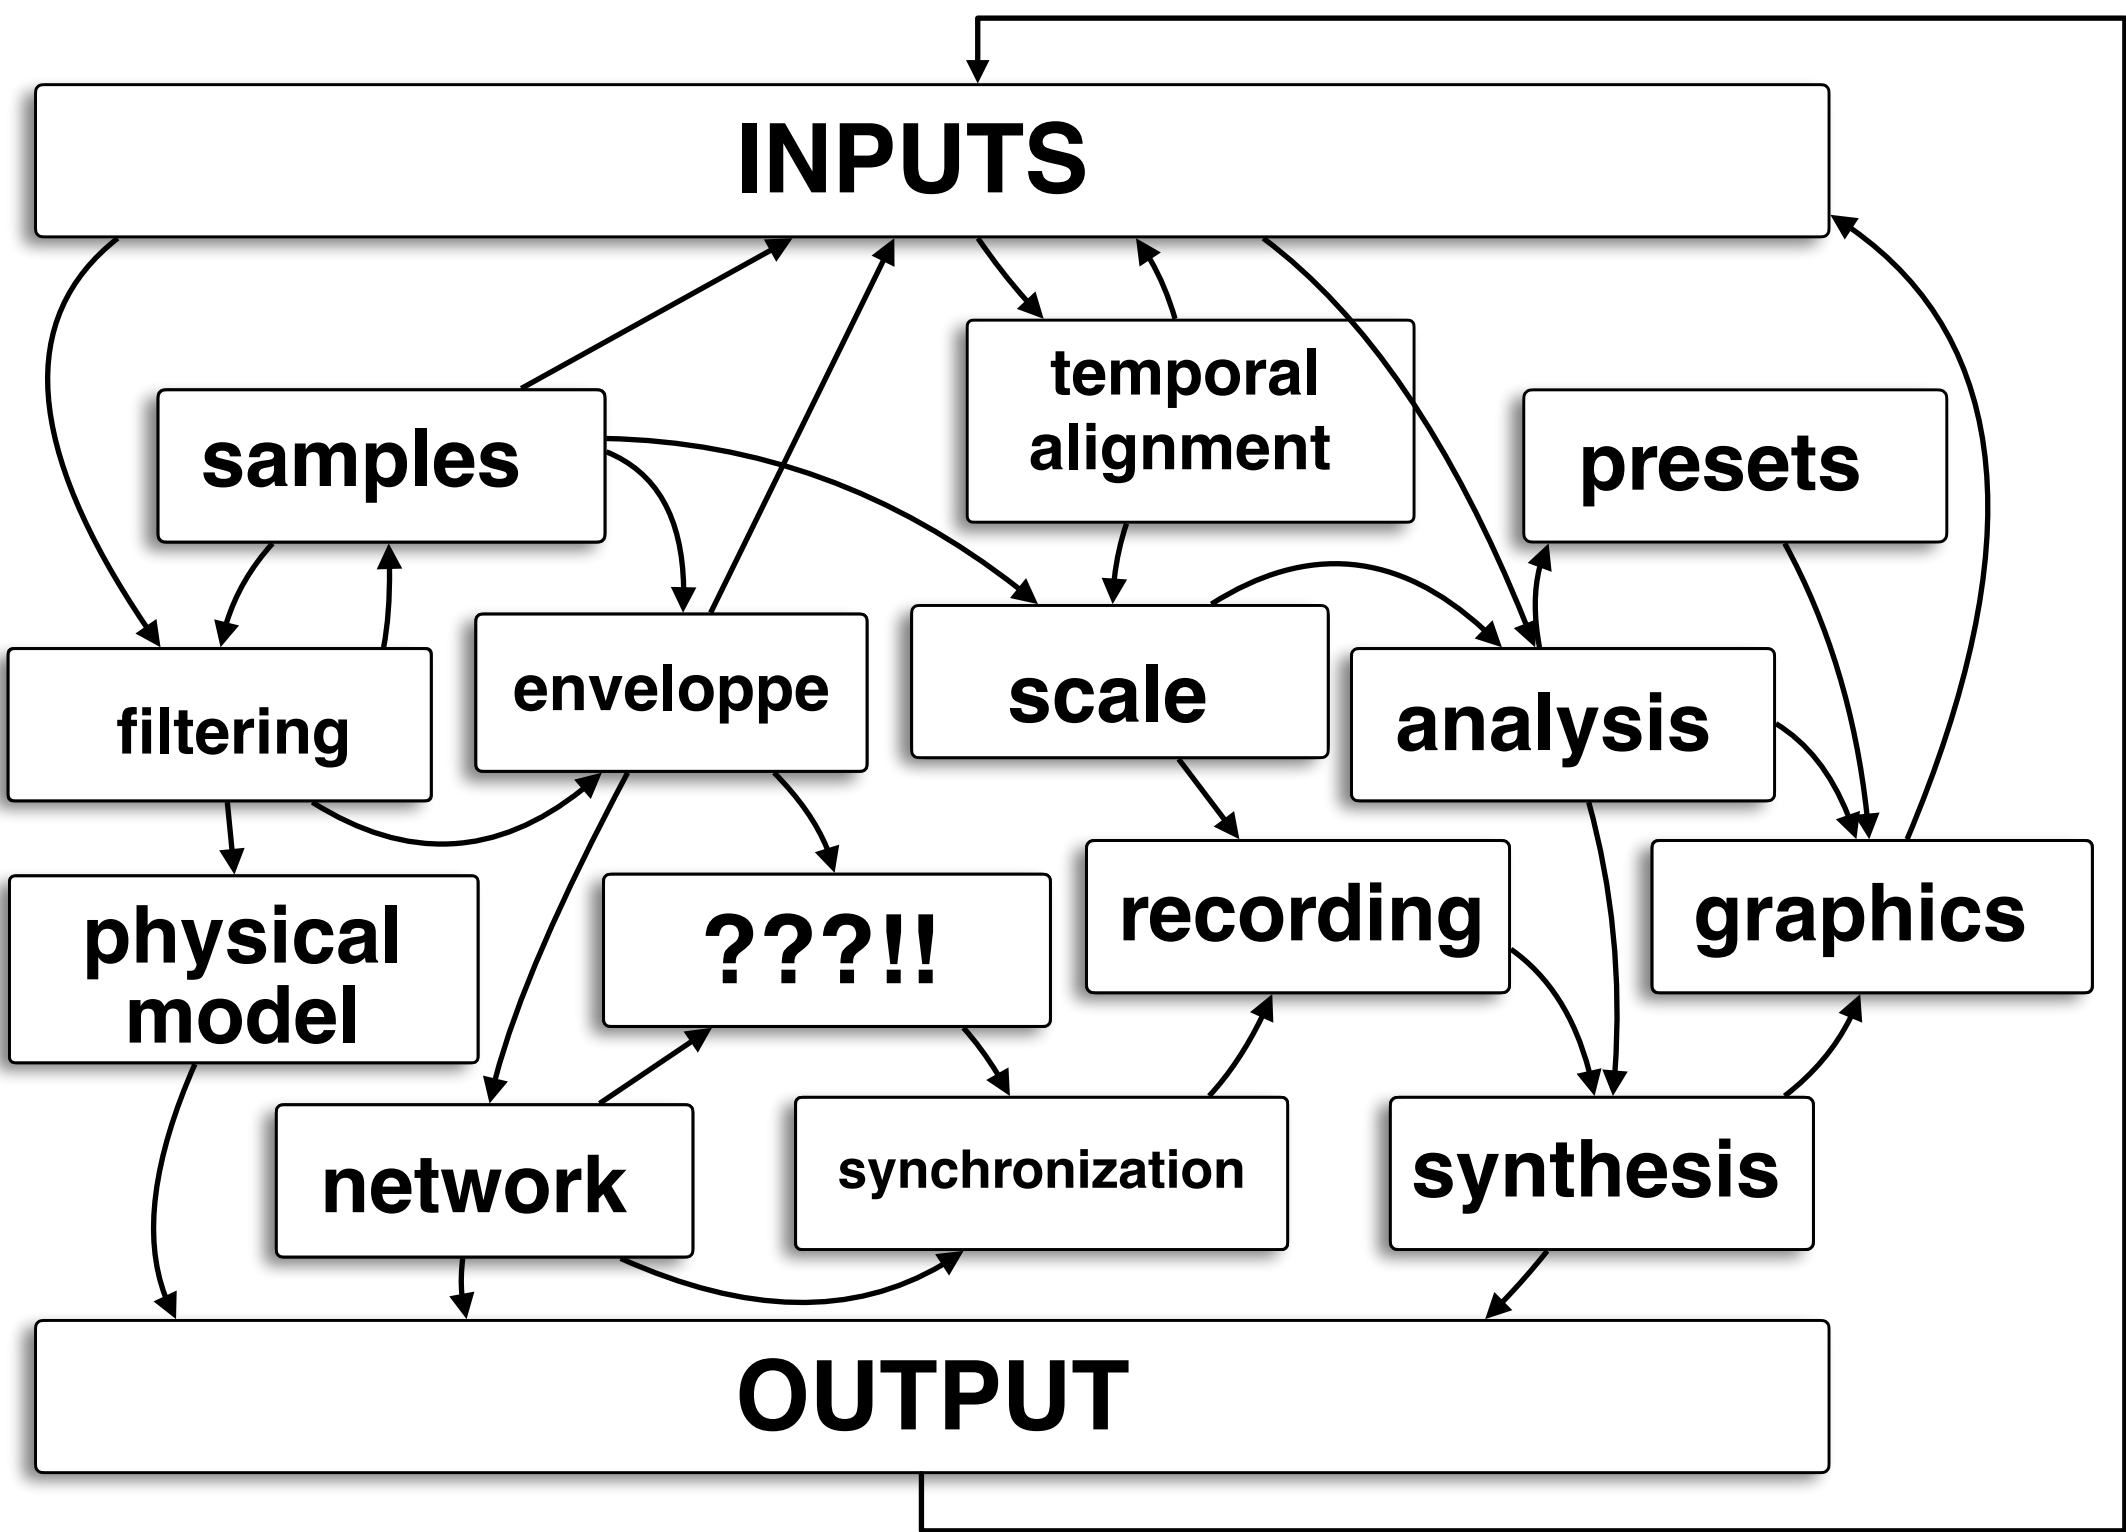 INPUTS
temporal
alignment
samples
presets
enveloppe
scale
filtering
analysis
physical
model
???!!
recording
graphics
network
synchronization
synthesis
OUTPUT